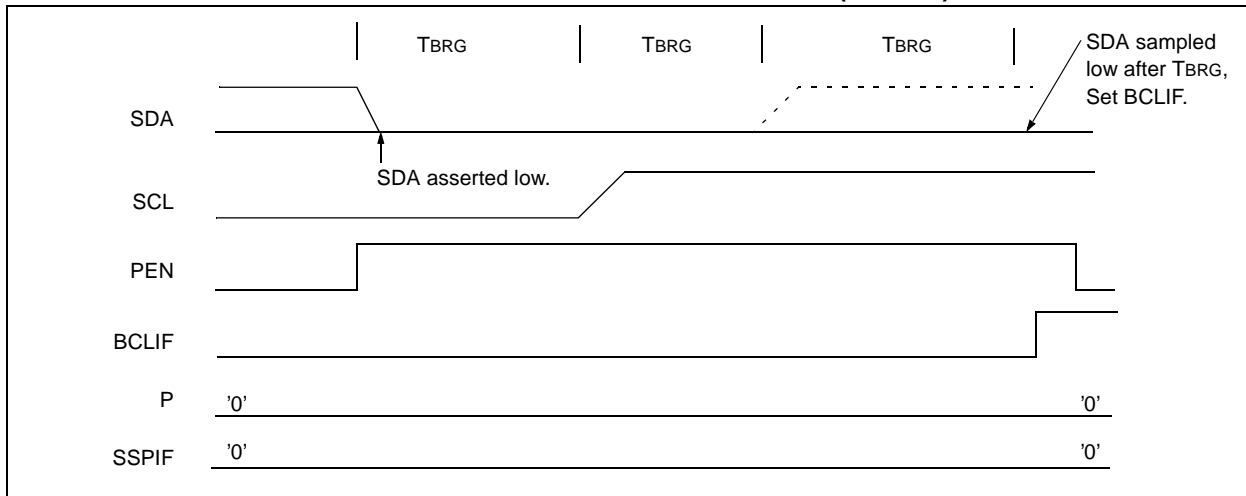 TBRG TBRG TBRG
SDA sampled
low after TBRG,
Set BCLIF.
SDA
SDA asserted low.
SCL
PEN
BCLIF
P '0' '0'
SSPIF '0' '0'